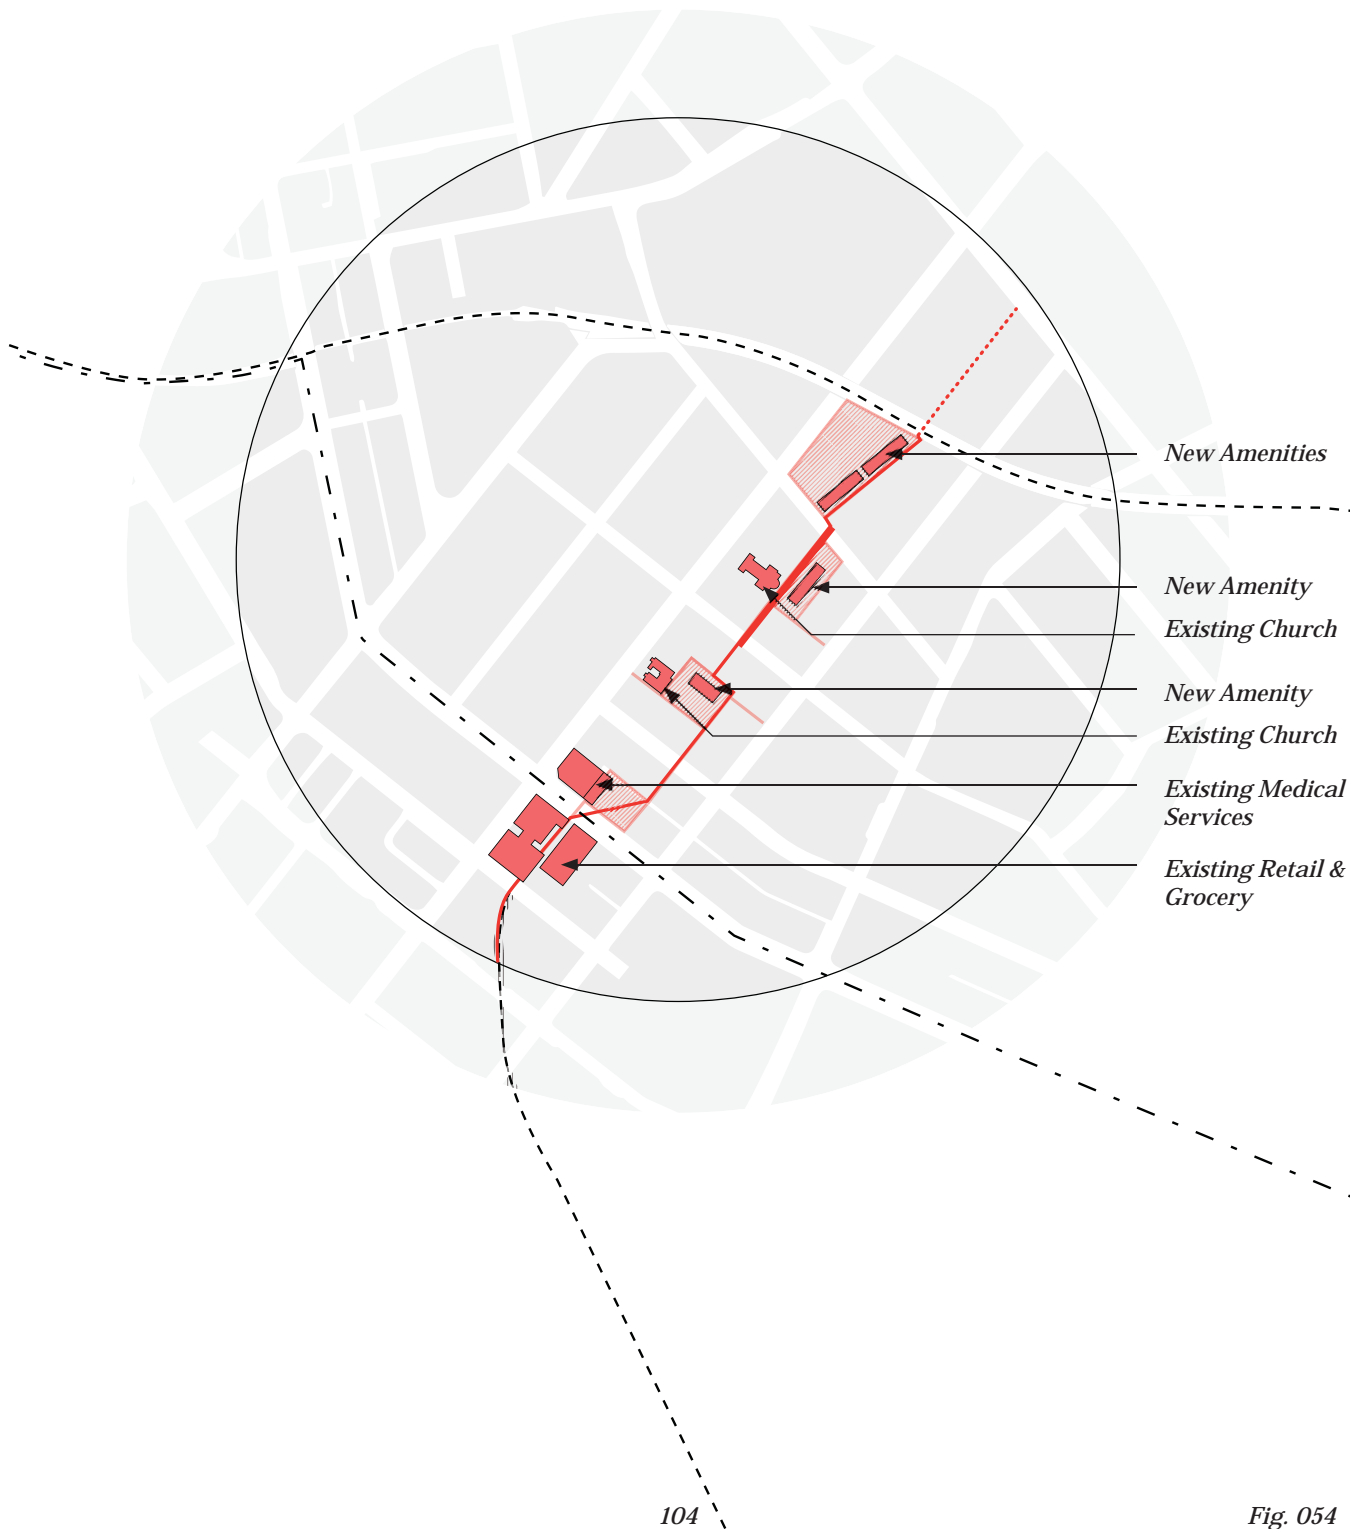 New Amenities
New Amenity
Existing Church
New Amenity
Existing Church
Existing Medical
Services
Existing Retail &
Grocery
104
Fig. 054